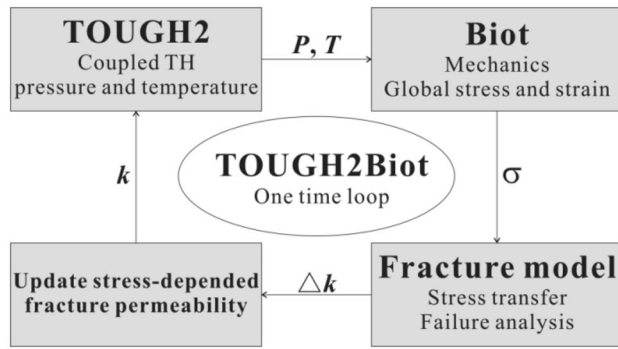 TOUGH2
Coupled TH
pressure and temperature
P, T
Biot
Mechanics
Global stress and strain
k
TOUGH2Biot
One time loop
σ
Update stress-depended
fracture permeability
△k
Fracture model
Stress transfer
Failure analysis